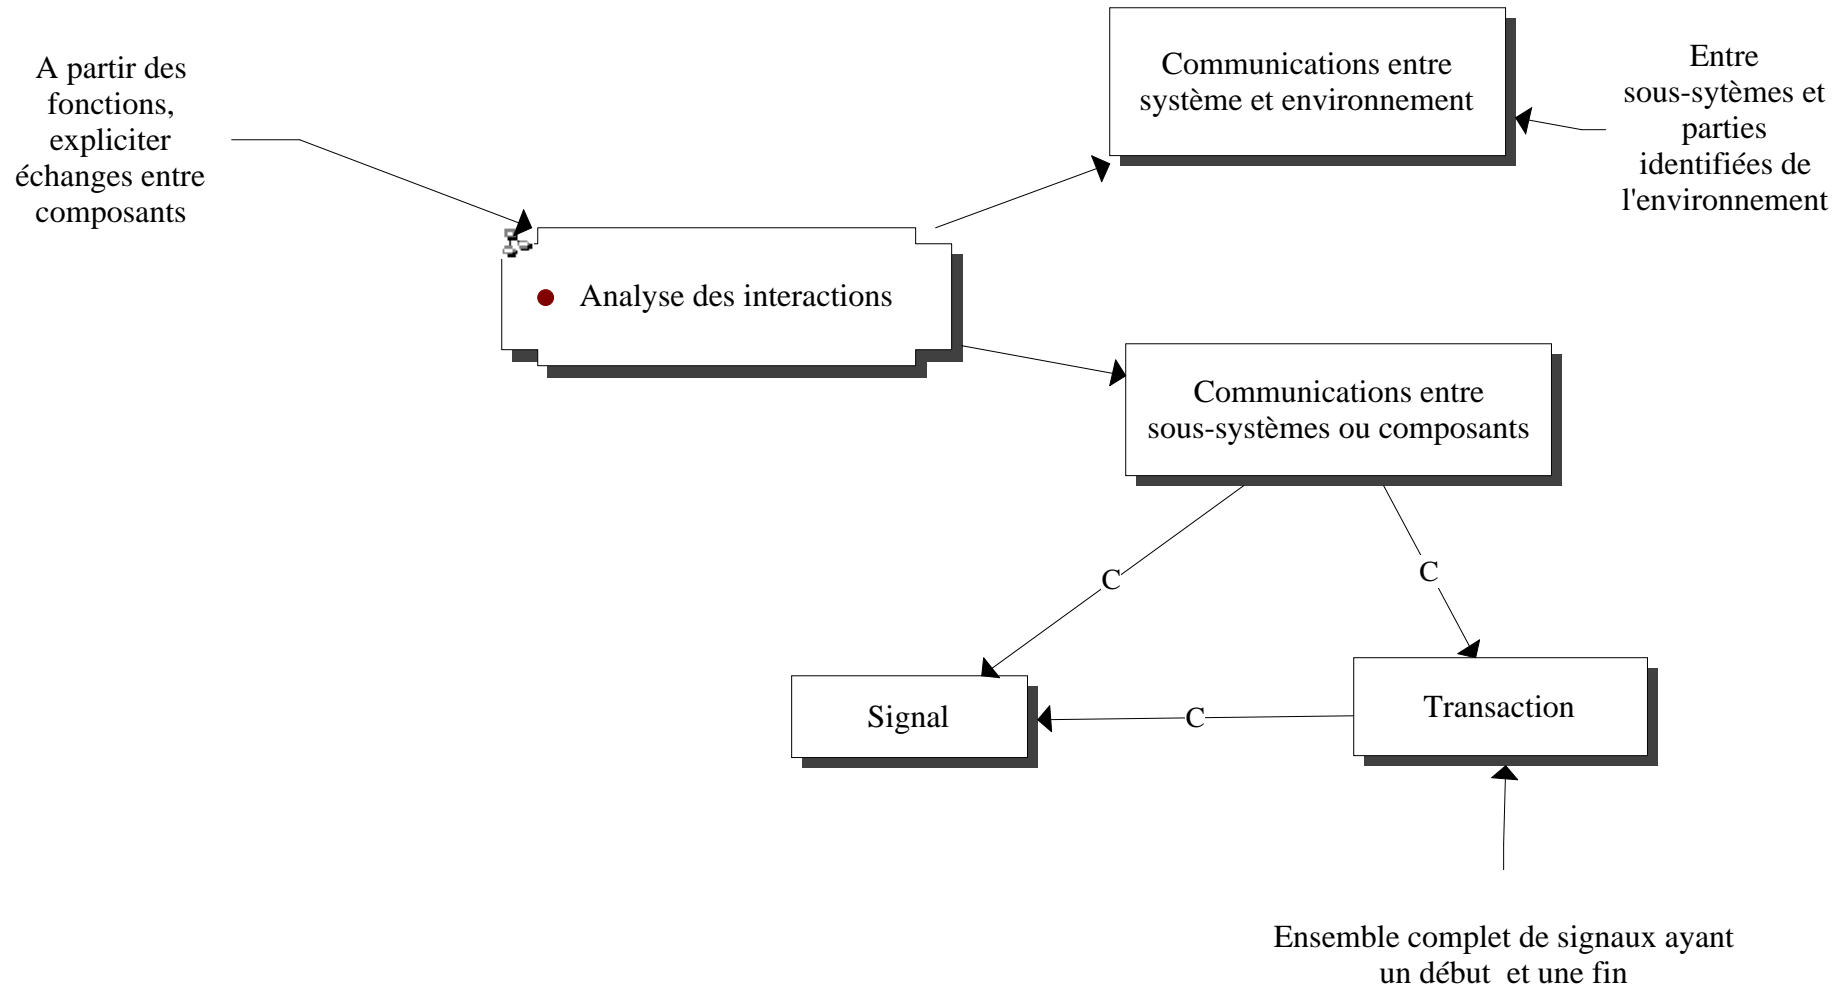 A partir des
fonctions,
expliciter
échanges entre
composants
Communications entre
système et environnement
Entre
sous-sytèmes et
parties
identifiées de
l'environnement
Analyse des interactions
Communications entre
sous-systèmes ou composants
C
C
Signal
C
Transaction
Ensemble complet de signaux ayant
un début  et une fin